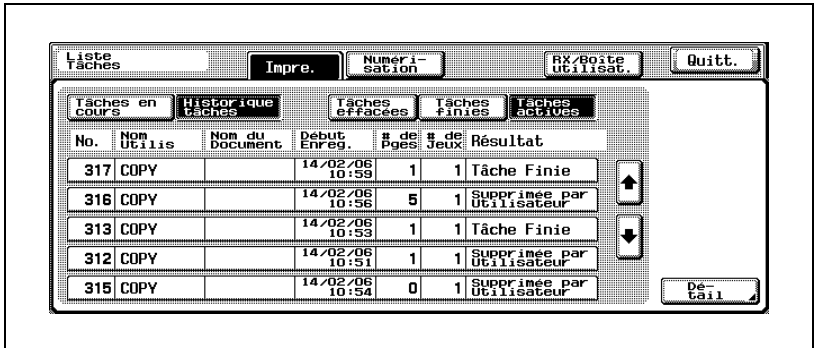 Liste
Tâches
Impre.
Numéri-
sation
RX/Boîte
utilisat.
Quitt.
Tâches en
cours
Historique
tâches
Tâches
effacées
Tâches
finies
Tâches
actives
No. Nom Utilis Nom du Document Début Enreg. # de Pges # de Jeux Résultat
317 COPY 14/02/06 10:59 1 1 Tâche Finie
316 COPY 14/02/06 10:56 5 1 Supprimée par Utilisateur
313 COPY 14/02/06 10:53 1 1 Tâche Finie
312 COPY 14/02/06 10:51 1 1 Supprimée par Utilisateur
315 COPY 14/02/06 10:54 0 1 Supprimée par Utilisateur
Dé-
tail